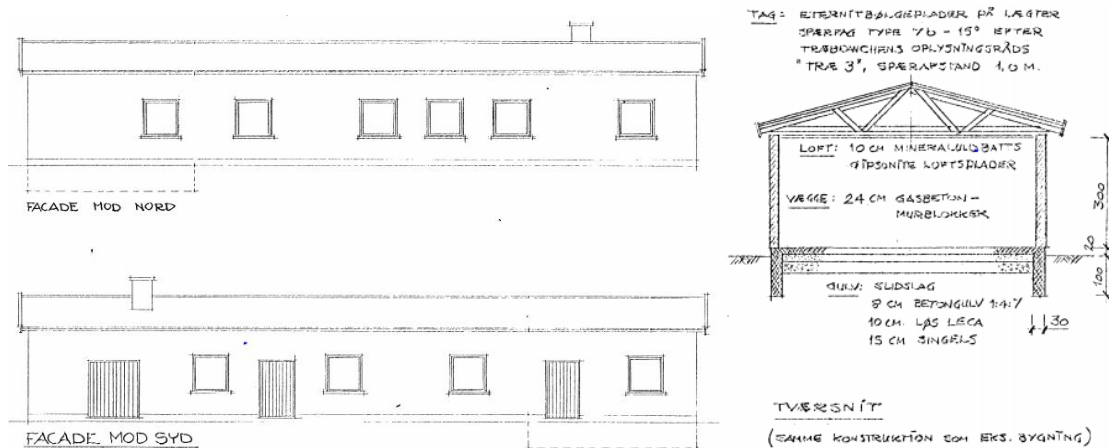 FACADE MOD NORD
FACADE MOD SYD
TAG: ETERNITBØLGEPLADER PÅ LÆGTER
SPÆRFAG TYPE 7b - 15° EFTER
TRÆBRANCHENS OPLYSNINGSRÅDS
"TRÆ 3", SPÆRAFSTAND 1,0 M.
LOFT: 10 CM MINERALULDBATTS
GIPSONITE LOFTSPLADER
VÆGGE: 24 CM GASBETON-
MURBLOKKE
300
20
100
GULV: SLIDSLAG
8 CM BETONGULV 1:4:7
10 CM. LØS LECA
15 CM SINGELS
30
TVÆRSNIT
(SAMME KONSTRUKTION SOM EKS. BYGNING)